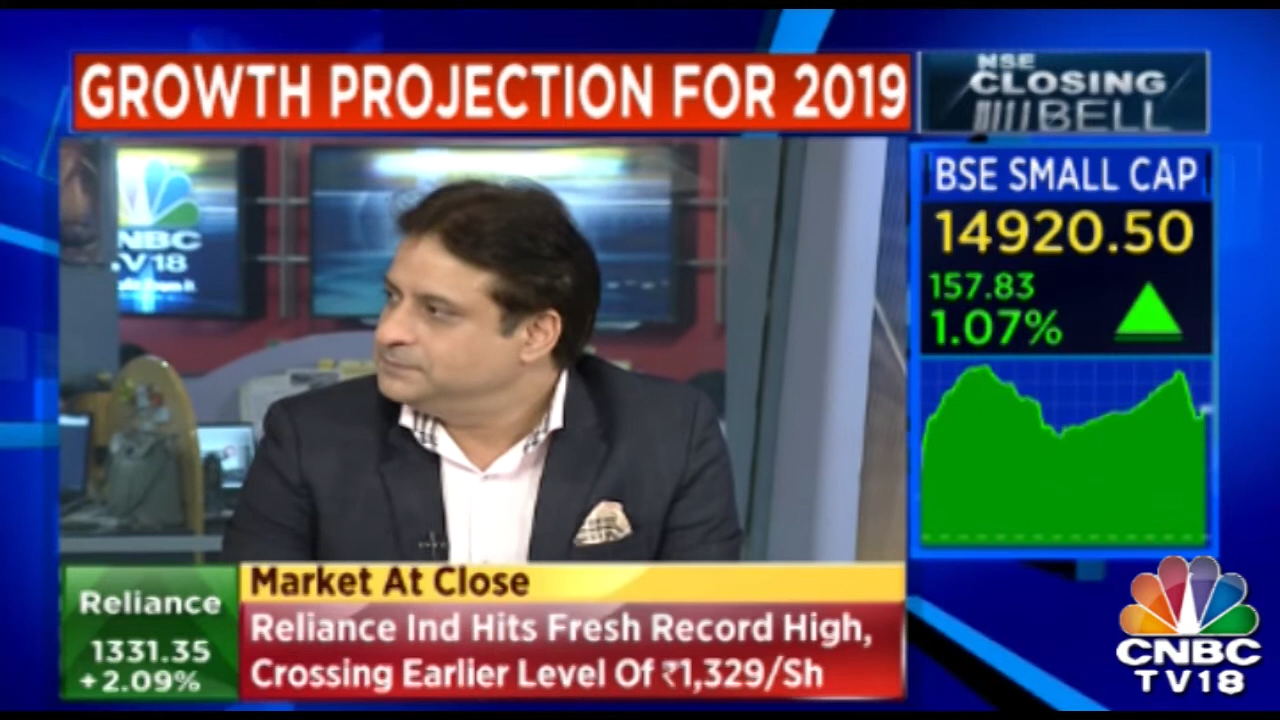 GROWTH PROJECTION FOR 2019
NSE
CLOSING
BELL
BSE SMALL CAP
14920.50
157.83
1.07%
NBC
TV18
Reliance
1331.35
+2.09%
Market At Close
Reliance Ind Hits Fresh Record High,
Crossing Earlier Level Of ₹1,329/Sh
CNBC
TV18